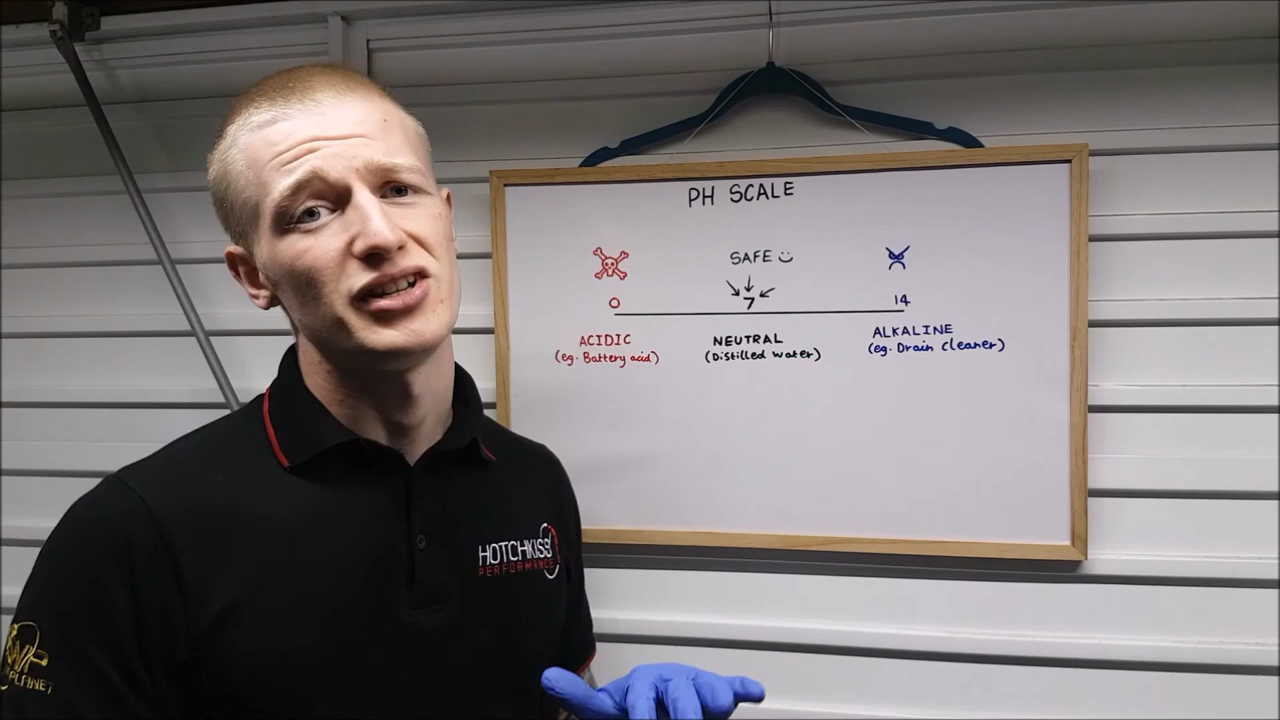 PH SCALE
SAFE
0
7
14
ACIDIC
(eg. Battery acid)
NEUTRAL
(Distilled water)
ALKALINE
(eg. Drain cleaner)
HOTCHKISS
PERFORMANCE
PLANET